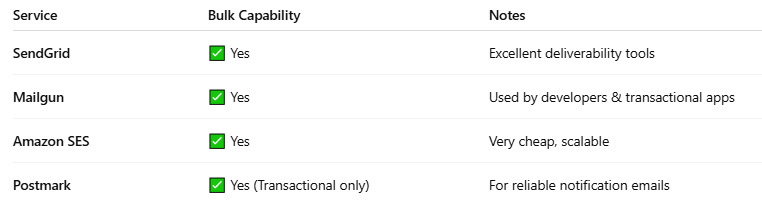 Service Bulk Capability Notes
SendGrid ✅ Yes Excellent deliverability tools
Mailgun ✅ Yes Used by developers & transactional apps
Amazon SES ✅ Yes Very cheap, scalable
Postmark ✅ Yes (Transactional only) For reliable notification emails